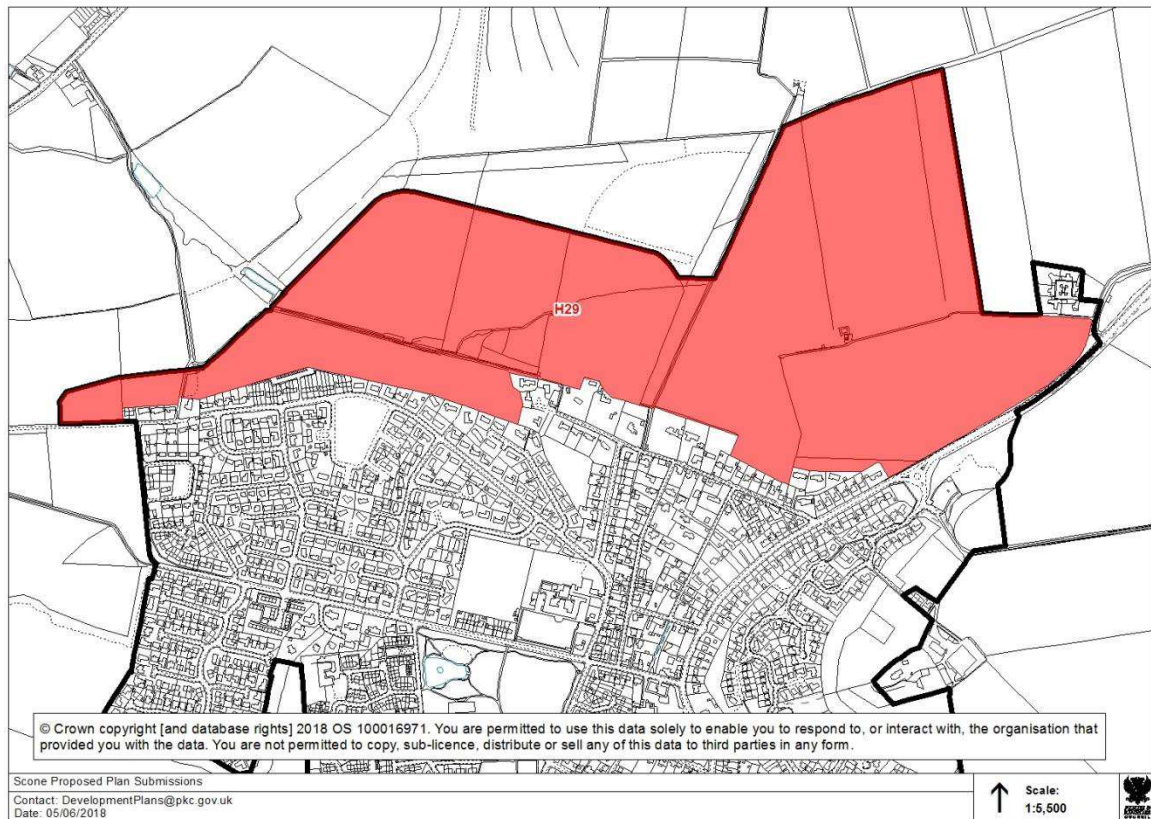 H29
© Crown copyright [and database rights] 2018 OS 100016971. You are permitted to use this data solely to enable you to respond to, or interact with, the organisation that
provided you with the data. You are not permitted to copy, sub-licence, distribute or sell any of this data to third parties in any form.
Scone Proposed Plan Submissions
Contact: DevelopmentPlans@pkc.gov.uk
Date: 05/06/2018
Scale:
1:5,500